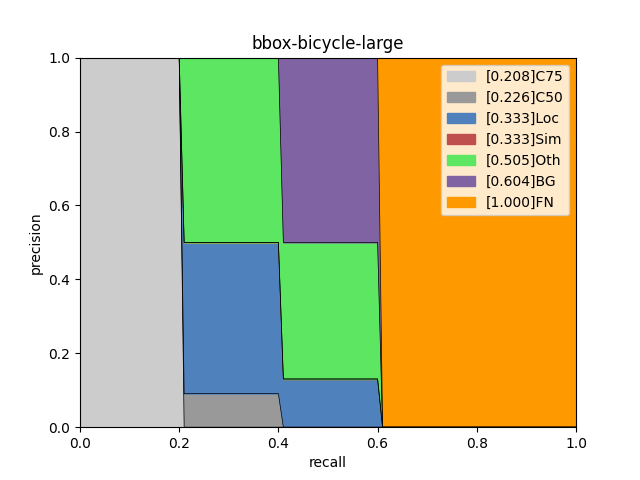 bbox-bicycle-large
1.0
0.8
0.6
0.4
0.2
0.0
precision
[0.208]C75
[0.226]C50
[0.333]Loc
[0.333]Sim
[0.505]Oth
[0.604]BG
[1.000]FN
0.0 0.2 0.4 0.6 0.8 1.0
recall